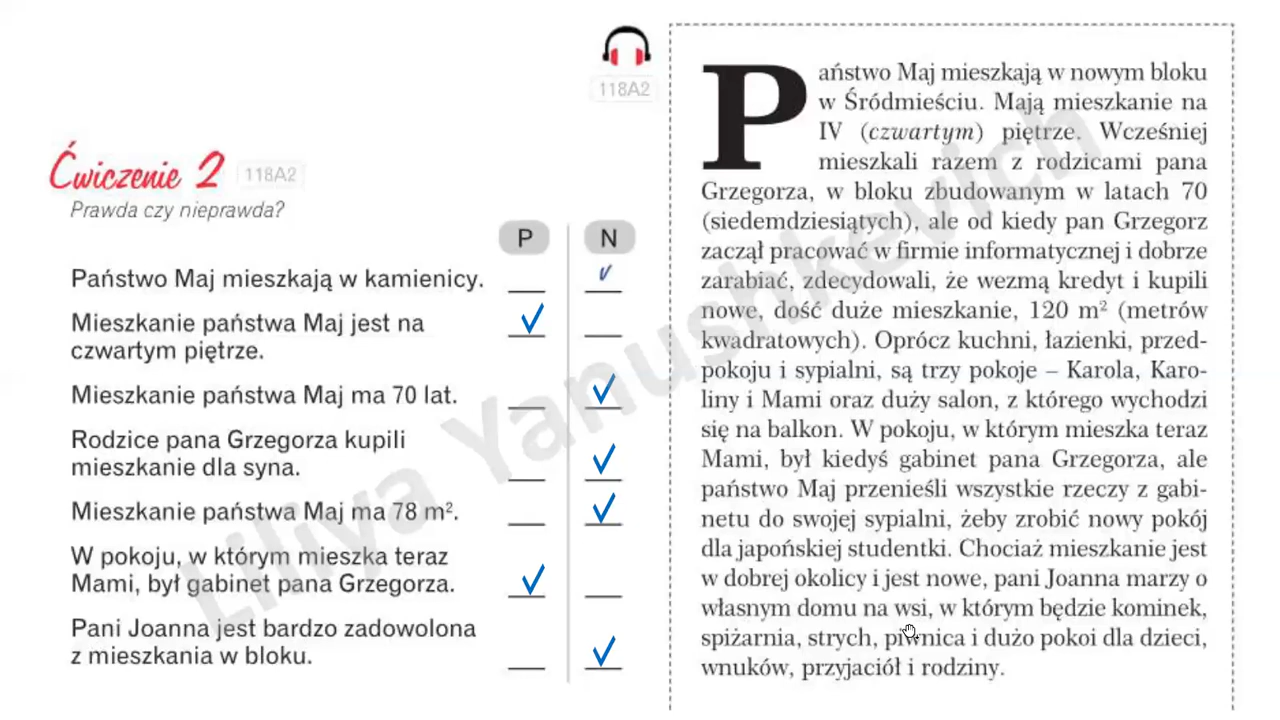 118A2
Ćwiczenie 2 118A2
Prawda czy nieprawda?
P N
Państwo Maj mieszkają w kamienicy.
Mieszkanie państwa Maj jest na
czwartym piętrze.
Mieszkanie państwa Maj ma 70 lat.
Rodzice pana Grzegorza kupili
mieszkanie dla syna.
Mieszkanie państwa Maj ma 78 m².
W pokoju, w którym mieszka teraz
Mami, był gabinet pana Grzegorza.
Pani Joanna jest bardzo zadowolona
z mieszkania w bloku.
Państwo Maj mieszkają w nowym bloku
w Śródmieściu. Mają mieszkanie na
IV (czwartym) piętrze. Wcześniej
mieszkali razem z rodzicami pana
Grzegorza, w bloku zbudowanym w latach 70
(siedemdziesiątych), ale od kiedy pan Grzegorz
zaczął pracować w firmie informatycznej i dobrze
zarabiać, zdecydowali, że wezmą kredyt i kupili
nowe, dość duże mieszkanie, 120 m² (metrów
kwadratowych). Oprócz kuchni, łazienki, przed-
pokoju i sypialni, są trzy pokoje – Karola, Karo-
liny i Mami oraz duży salon, z którego wychodzi
się na balkon. W pokoju, w którym mieszka teraz
Mami, był kiedyś gabinet pana Grzegorza, ale
państwo Maj przenieśli wszystkie rzeczy z gabi-
netu do swojej sypialni, żeby zrobić nowy pokój
dla japońskiej studentki. Chociaż mieszkanie jest
w dobrej okolicy i jest nowe, pani Joanna marzy o
własnym domu na wsi, w którym będzie kominek,
spiżarnia, strych, piwnica i dużo pokoi dla dzieci,
wnuków, przyjaciół i rodziny.
Liliya Yanushkevich